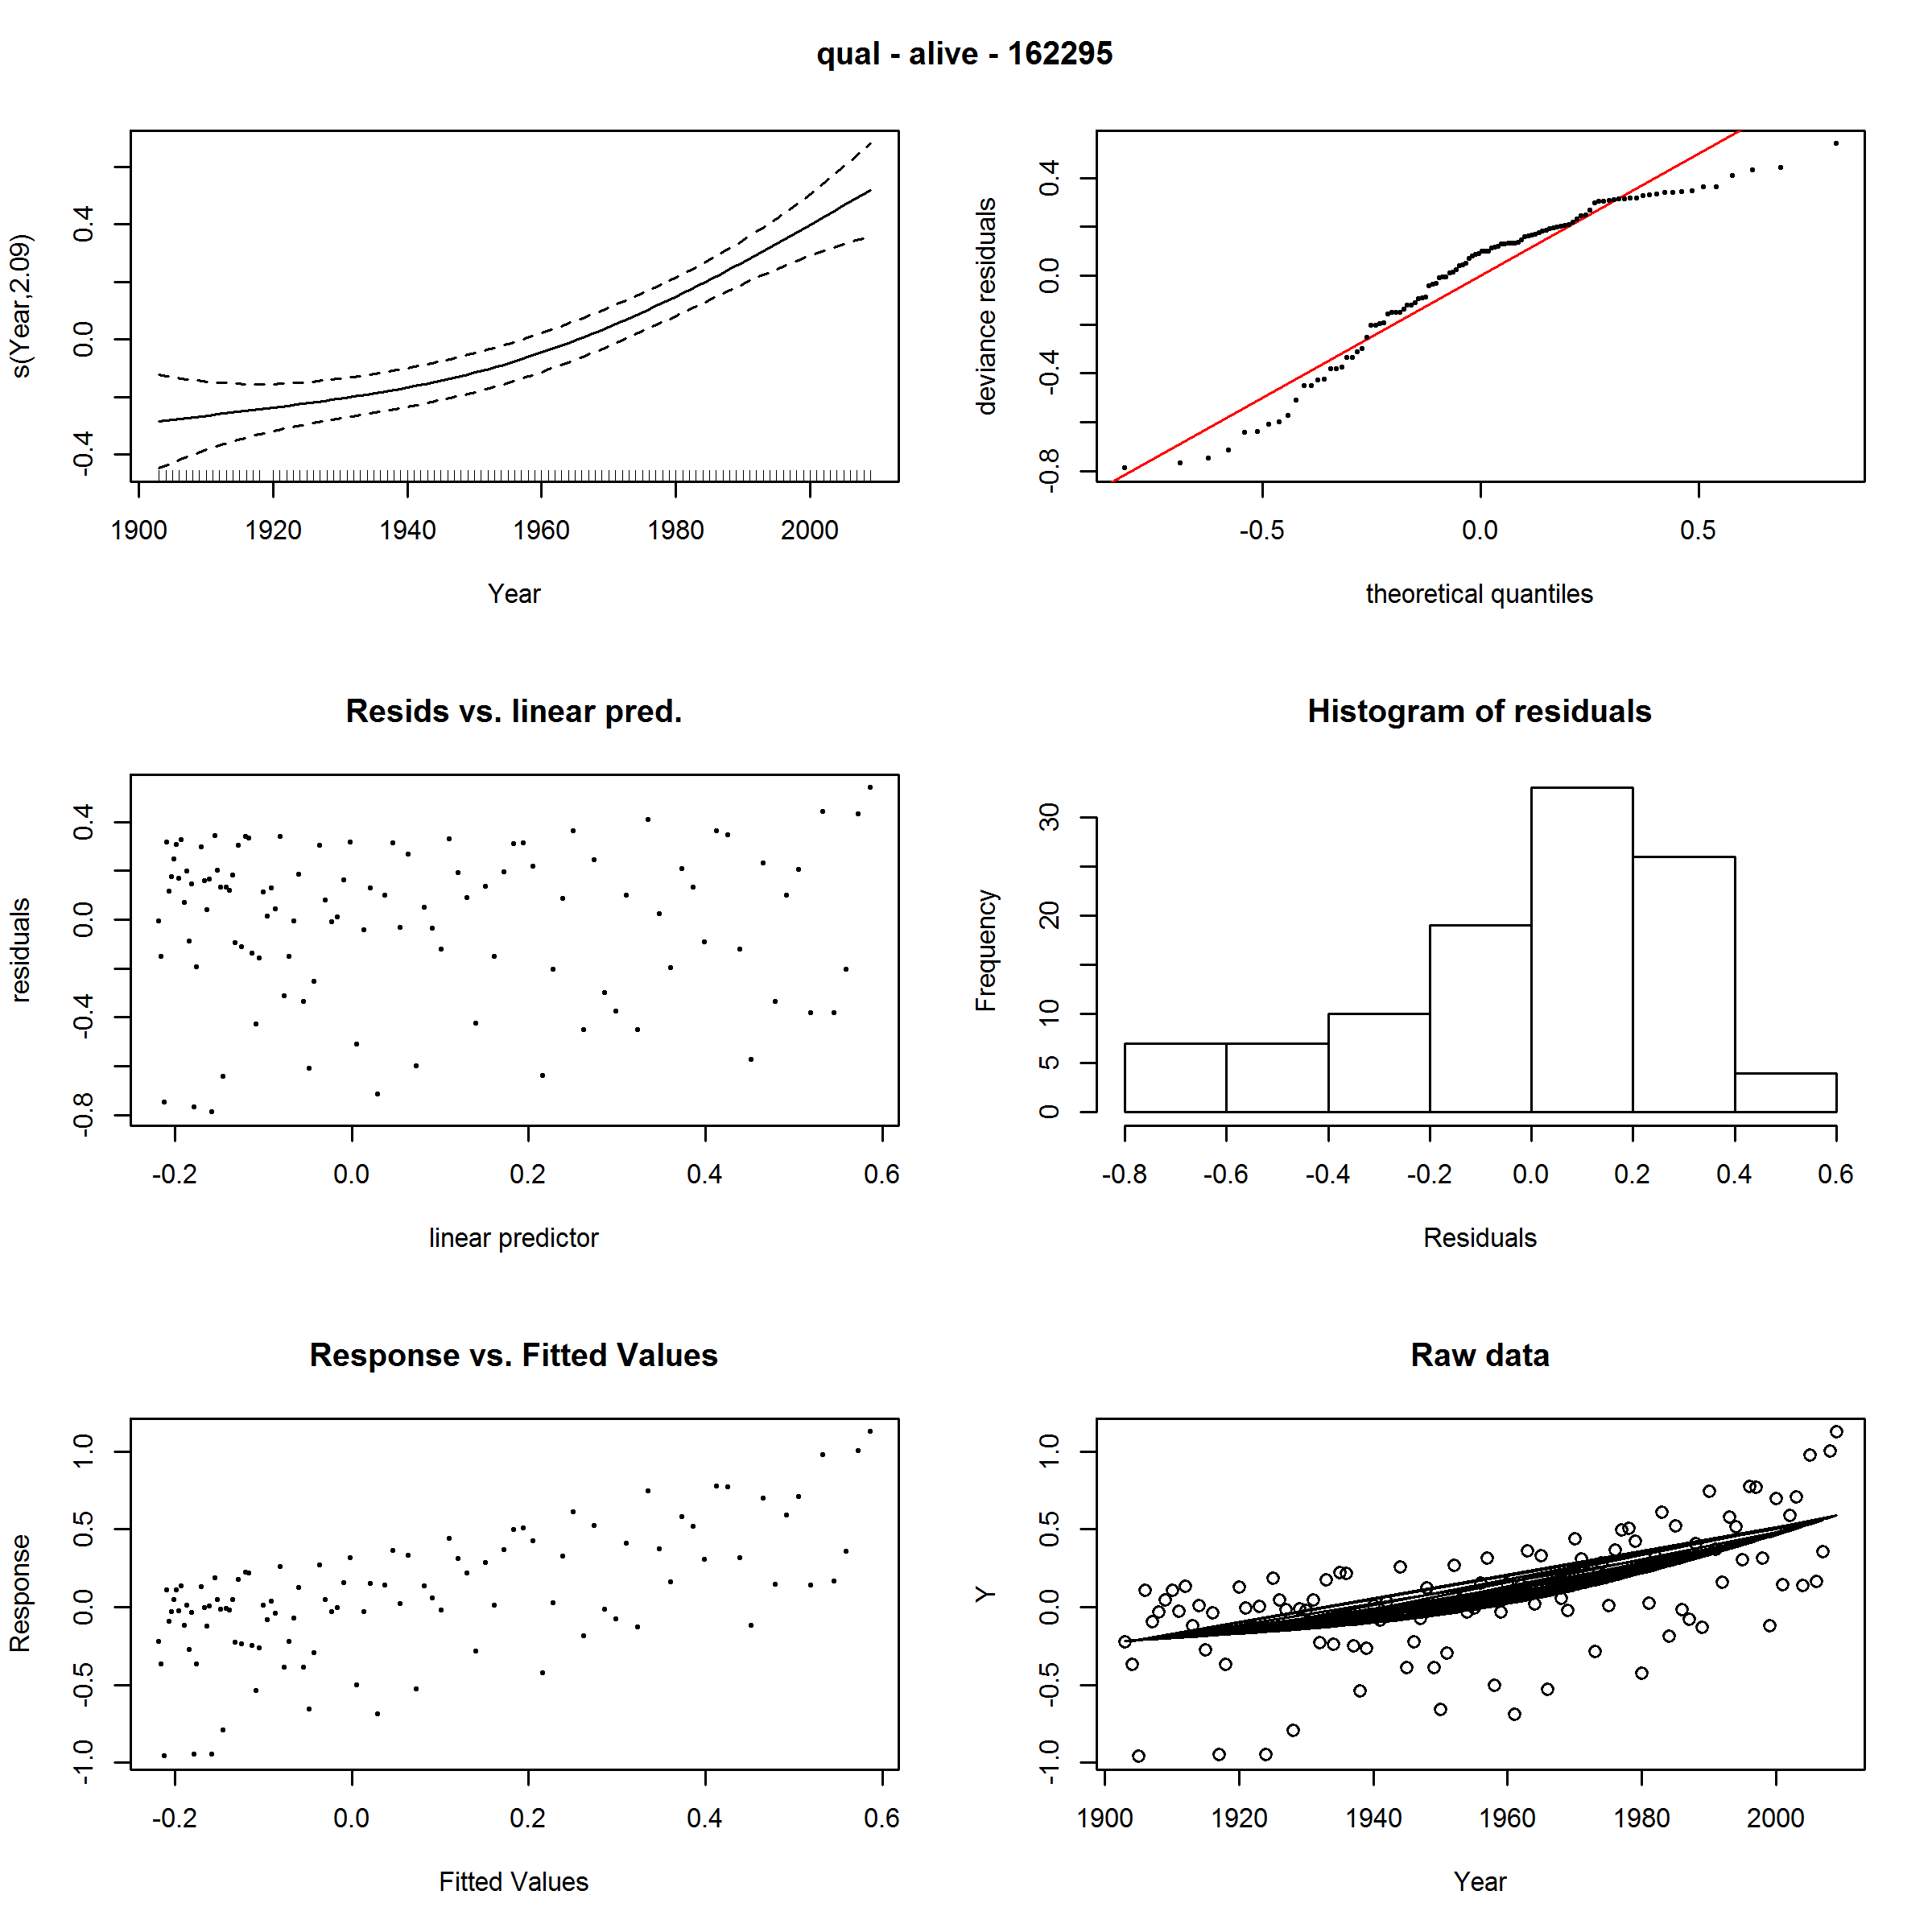 qual - alive - 162295
s(Year,2.09)
-0.4 0.0 0.4
1900 1920 1940 1960 1980 2000
Year
deviance residuals
-0.8 -0.4 0.0 0.4
-0.5 0.0 0.5
theoretical quantiles
Resids vs. linear pred.
residuals
-0.8 -0.4 0.0 0.4
-0.2 0.0 0.2 0.4 0.6
linear predictor
Histogram of residuals
Frequency
0 5 10 20 30
-0.8 -0.6 -0.4 -0.2 0.0 0.2 0.4 0.6
Residuals
Response vs. Fitted Values
Response
-1.0 -0.5 0.0 0.5 1.0
-0.2 0.0 0.2 0.4 0.6
Fitted Values
Raw data
Y
-1.0 -0.5 0.0 0.5 1.0
1900 1920 1940 1960 1980 2000
Year